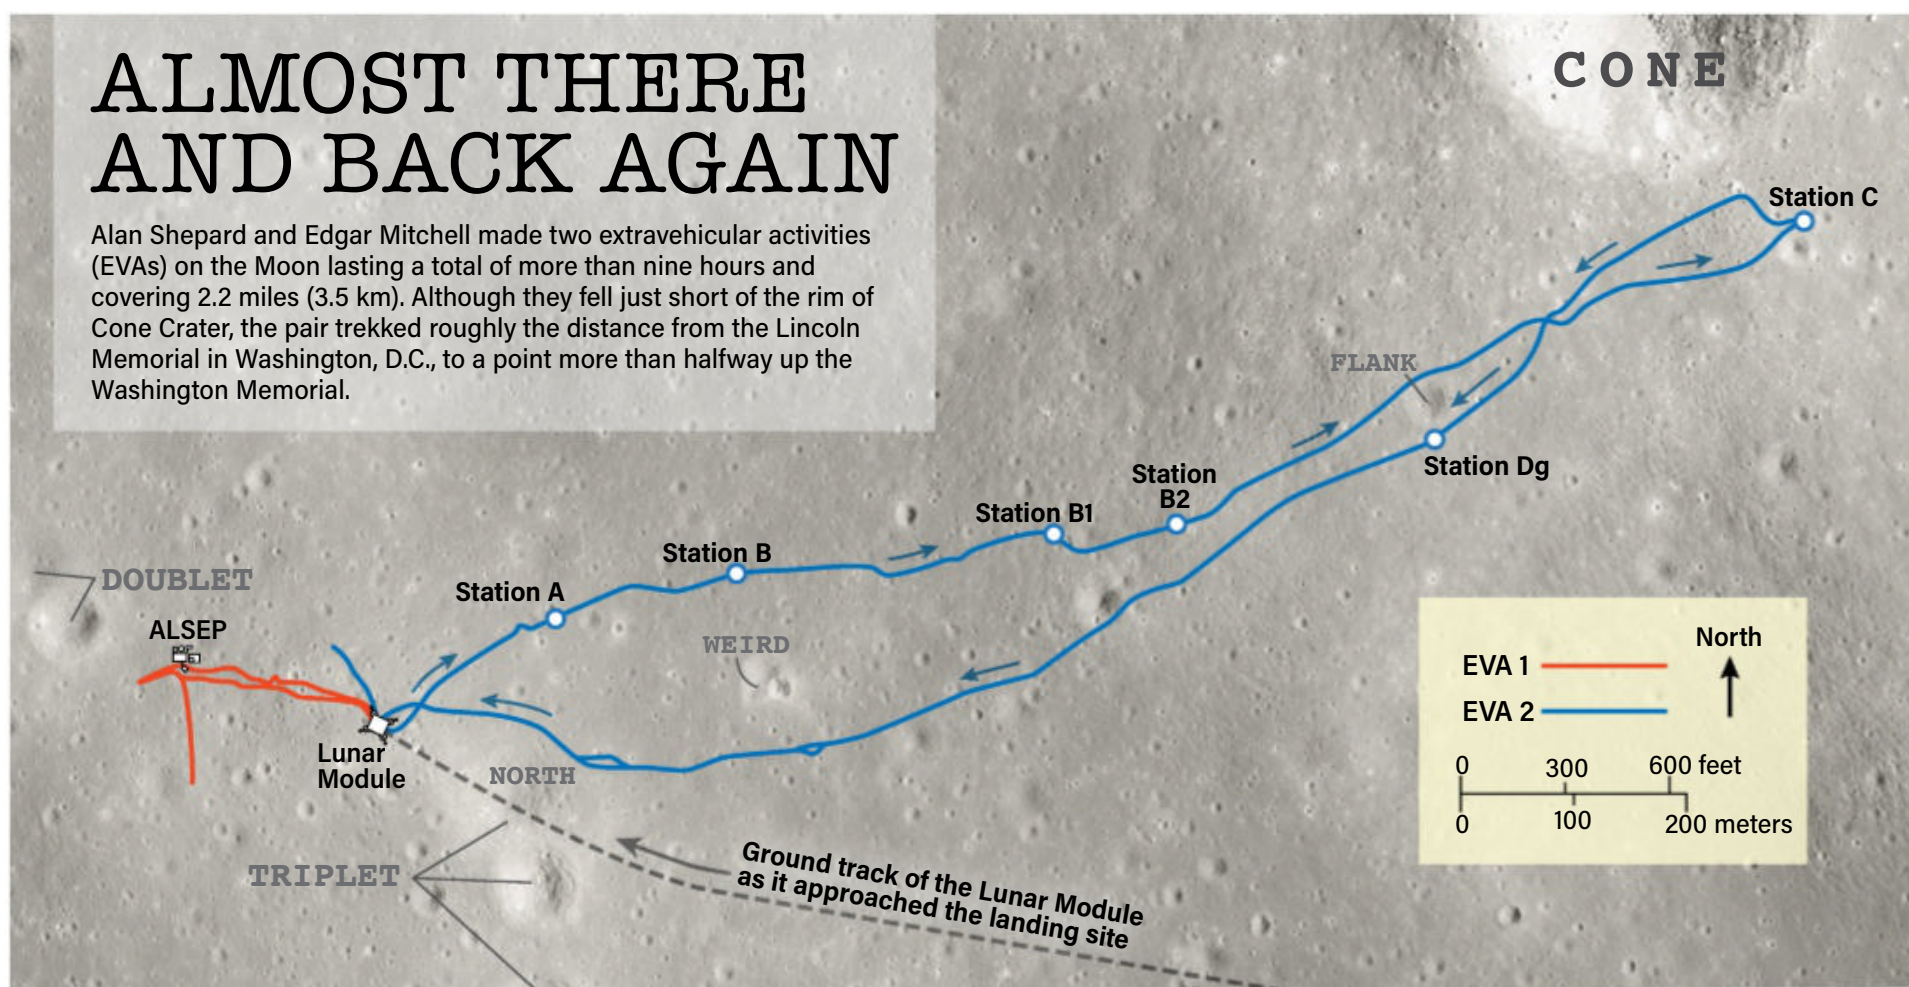 ALMOST THERE
AND BACK AGAIN
Alan Shepard and Edgar Mitchell made two extravehicular activities
(EVAs) on the Moon lasting a total of more than nine hours and
covering 2.2 miles (3.5 km). Although they fell just short of the rim of
Cone Crater, the pair trekked roughly the distance from the Lincoln
Memorial in Washington, D.C., to a point more than halfway up the
Washington Memorial.
CONE
Station C
FLANK
Station Dg
Station
B2
Station B1
Station B
Station A
DOUBLET
ALSEP
WEIRD
Lunar
Module
NORTH
TRIPLET
Ground track of the Lunar Module
as it approached the landing site
North
EVA 1
EVA 2
0 300 600 feet
0 100 200 meters